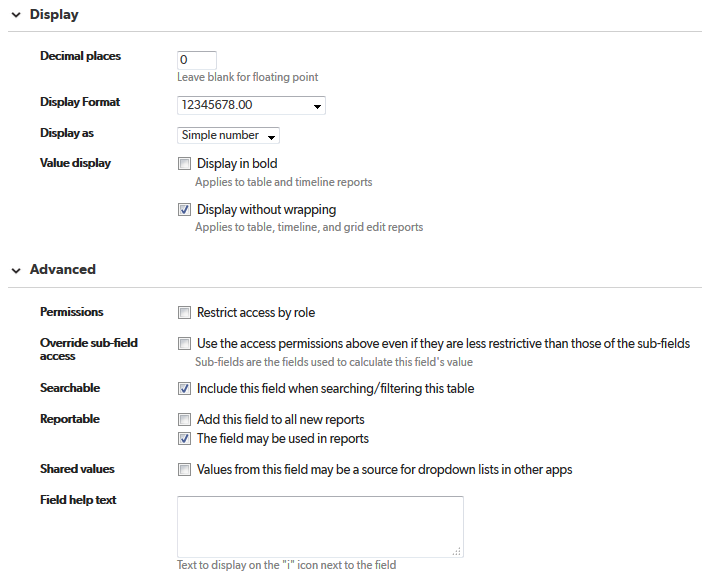 Display
Decimal places
0
Leave blank for floating point
Display Format
12345678.00
Display as
Simple number
Value display
Display in bold
Applies to table and timeline reports
Display without wrapping
Applies to table, timeline, and grid edit reports
Advanced
Permissions
Restrict access by role
Override sub-field
access
Use the access permissions above even if they are less restrictive than those of the sub-fields
Sub-fields are the fields used to calculate this field's value
Searchable
Include this field when searching/filtering this table
Reportable
Add this field to all new reports
The field may be used in reports
Shared values
Values from this field may be a source for dropdown lists in other apps
Field help text
Text to display on the "i" icon next to the field